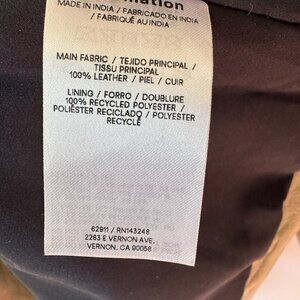 MADE IN INDIA / FABRICADO EN INDIA
/ FABRIQUÉ AU INDIA
MAIN FABRIC / TEJIDO PRINCIPAL /
TISSU PRINCIPAL
100% LEATHER / PIEL / CUIR
LINING / FORRO / DOUBLURE
100% RECYCLED POLYESTER /
POLIÉSTER RECICLADO / POLYESTER
RECYCLÉ
62911 / RN143248
2263 E VERNON AVE,
VERNON, CA 90058